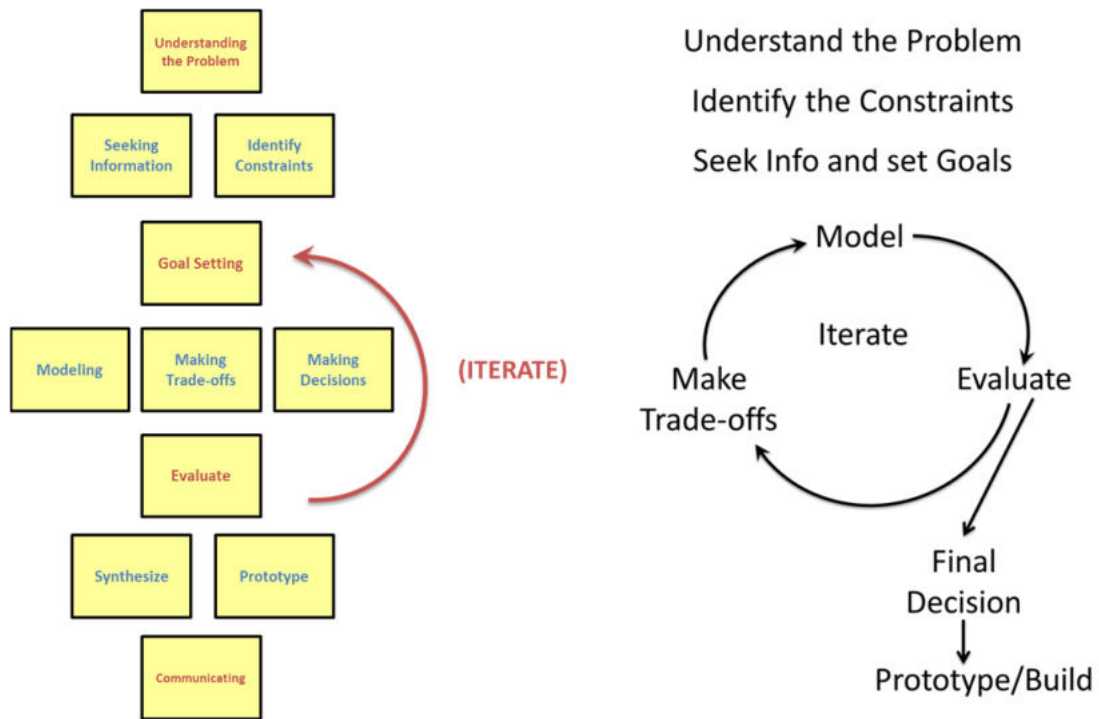 Understanding
the Problem
Seeking
Information
Identify
Constraints
Goal Setting
Modeling
Making
Trade-offs
Making
Decisions
(ITERATE)
Evaluate
Synthesize
Prototype
Communicating
Understand the Problem
Identify the Constraints
Seek Info and set Goals
Model
Iterate
Make
Trade-offs
Evaluate
Final
Decision
Prototype/Build